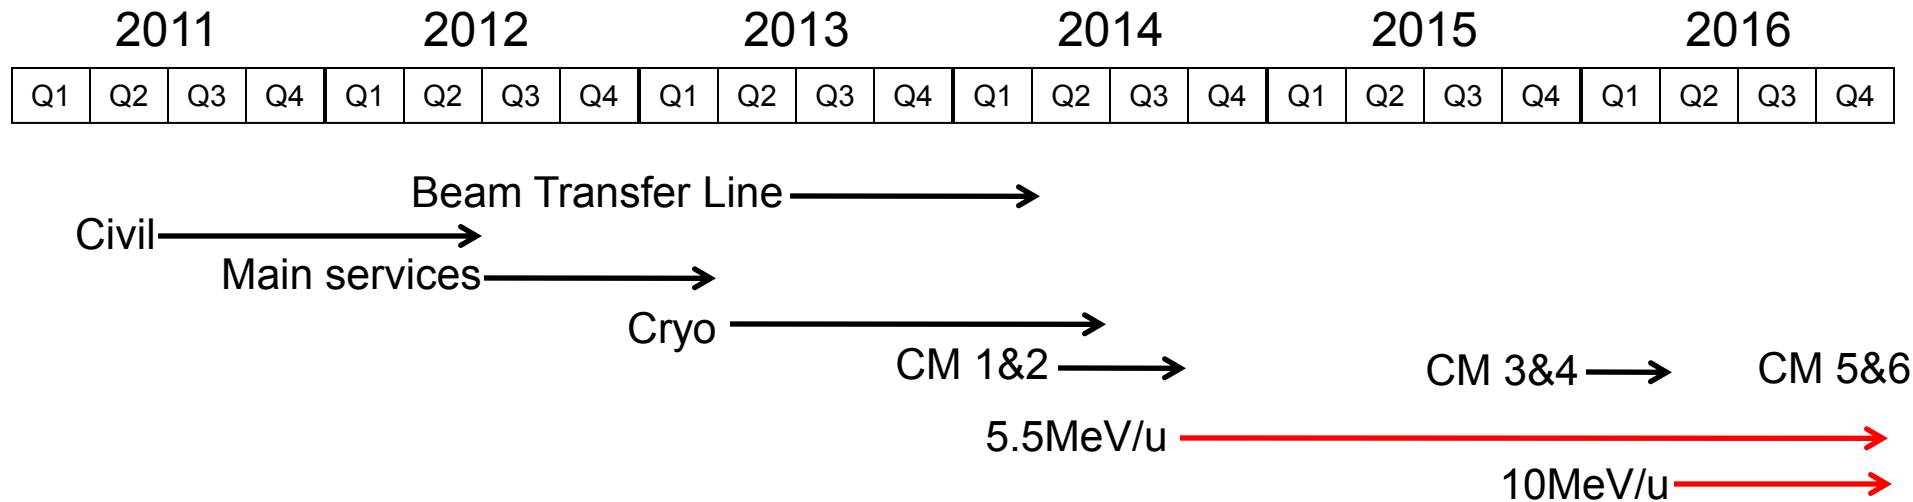 2011 2012 2013 2014 2015 2016
Q1 Q2 Q3 Q4 Q1 Q2 Q3 Q4 Q1 Q2 Q3 Q4 Q1 Q2 Q3 Q4 Q1 Q2 Q3 Q4 Q1 Q2 Q3 Q4
Beam Transfer Line
Civil
Main services
Cryo
CM 1&2 CM 3&4 CM 5&6
5.5MeV/u
10MeV/u